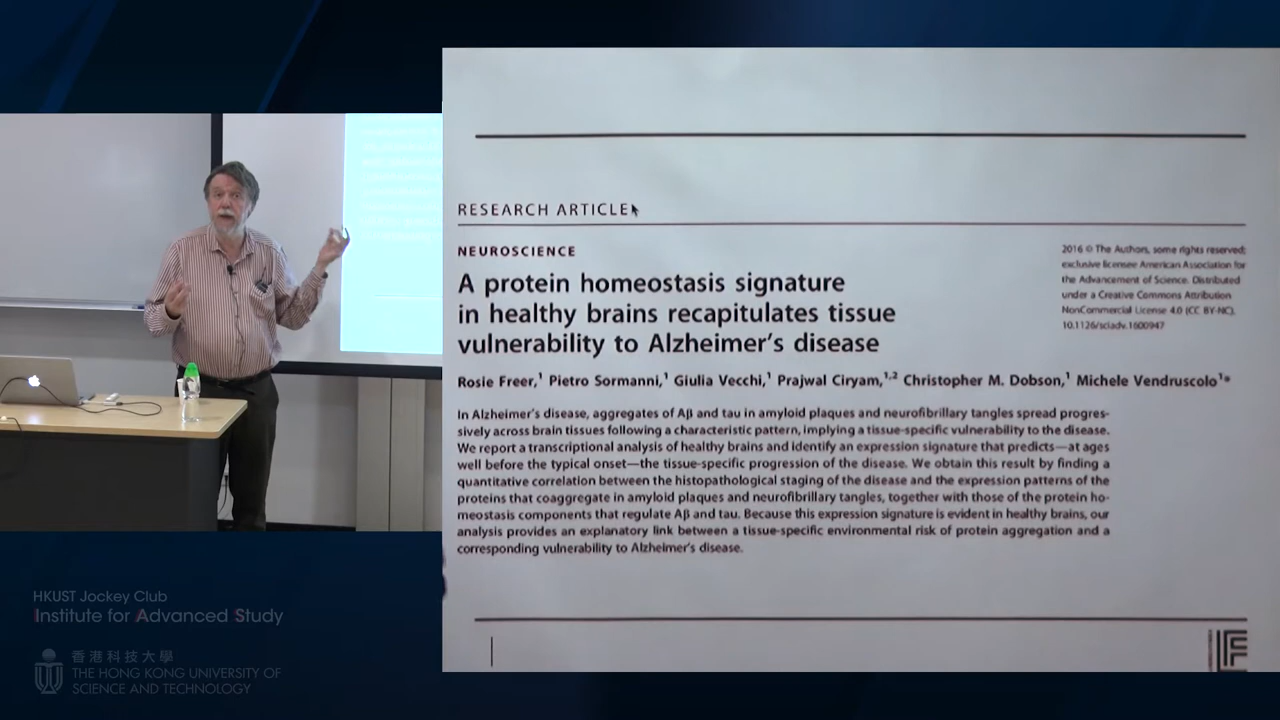 RESEARCH ARTICLE
NEUROSCIENCE
A protein homeostasis signature
in healthy brains recapitulates tissue
vulnerability to Alzheimer's disease
2016 © The Authors, some rights reserved;
exclusive licensee American Association for
the Advancement of Science. Distributed
under a Creative Commons Attribution
NonCommercial License 4.0 (CC BY-NC).
10.1126/sciadv.1600947
Rosie Freer,¹ Pietro Sormanni,¹ Giulia Vecchi,¹ Prajwal Ciryam,¹,² Christopher M. Dobson,¹ Michele Vendruscolo¹*
In Alzheimer's disease, aggregates of Aβ and tau in amyloid plaques and neurofibrillary tangles spread progres-
sively across brain tissues following a characteristic pattern, implying a tissue-specific vulnerability to the disease.
We report a transcriptional analysis of healthy brains and identify an expression signature that predicts—at ages
well before the typical onset—the tissue-specific progression of the disease. We obtain this result by finding a
quantitative correlation between the histopathological staging of the disease and the expression patterns of the
proteins that coaggregate in amyloid plaques and neurofibrillary tangles, together with those of the protein ho-
meostasis components that regulate Aβ and tau. Because this expression signature is evident in healthy brains, our
analysis provides an explanatory link between a tissue-specific environmental risk of protein aggregation and a
corresponding vulnerability to Alzheimer's disease.
HKUST Jockey Club
Institute for Advanced Study
香港科技大學
THE HONG KONG UNIVERSITY OF
SCIENCE AND TECHNOLOGY